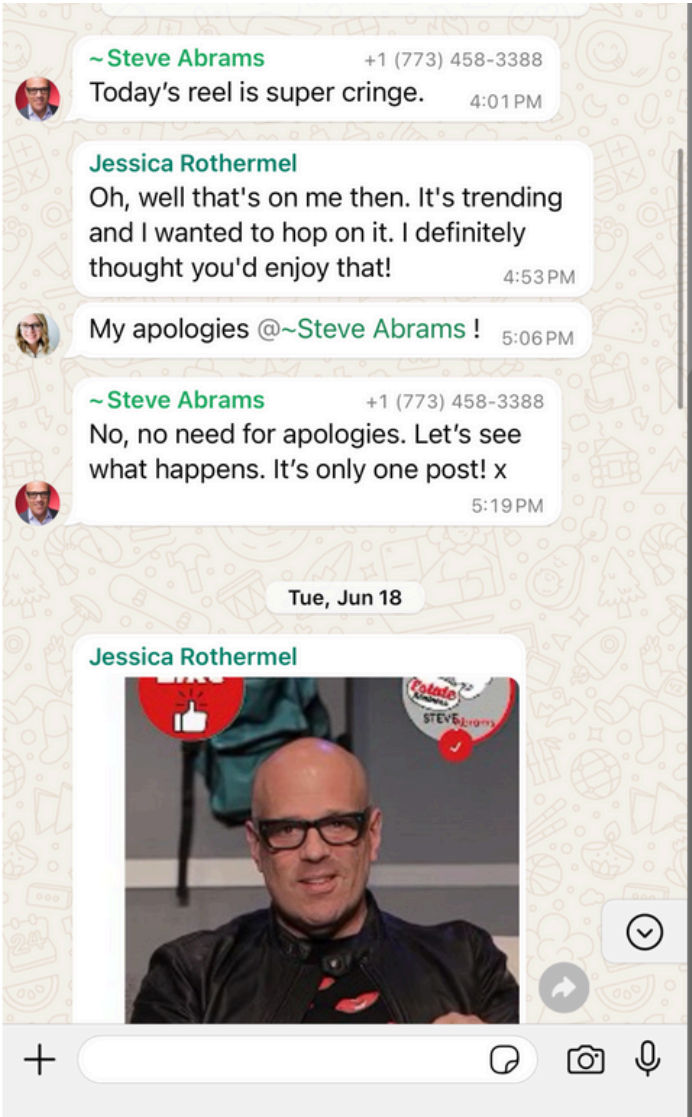 ~Steve Abrams +1 (773) 458-3388
Today's reel is super cringe. 4:01 PM
Jessica Rothermel
Oh, well that's on me then. It's trending
and I wanted to hop on it. I definitely
thought you'd enjoy that! 4:53 PM
My apologies @~Steve Abrams ! 5:06 PM
~Steve Abrams +1 (773) 458-3388
No, no need for apologies. Let's see
what happens. It's only one post! x
5:19 PM
Tue, Jun 18
Jessica Rothermel
Estate
STEVE Abrams